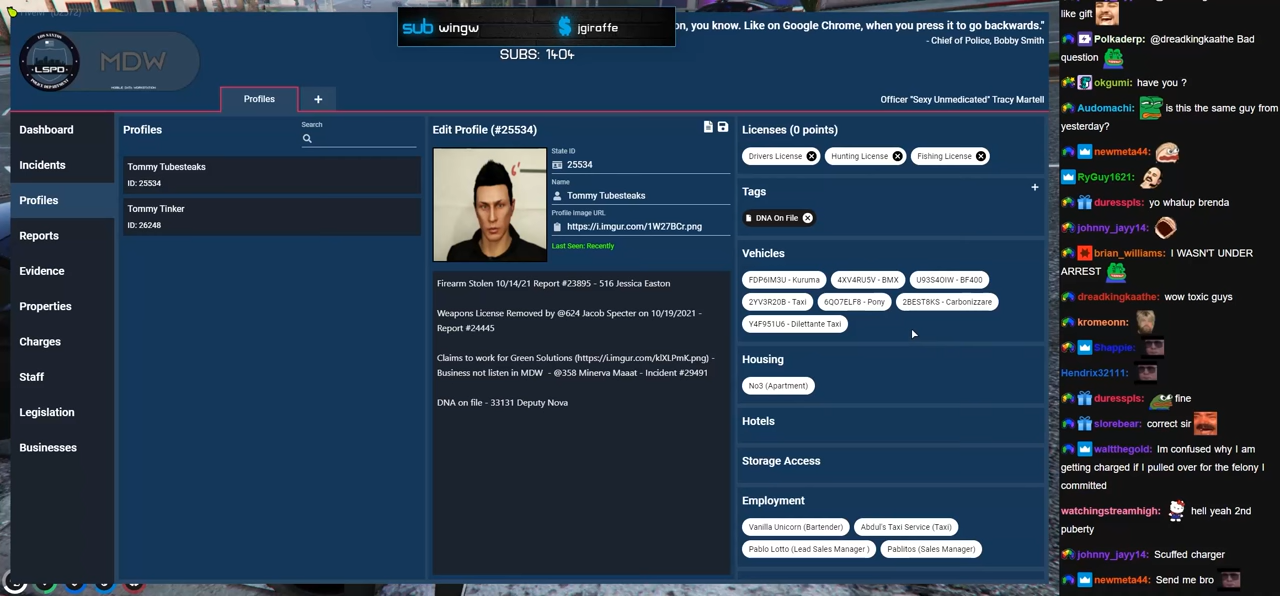 sub wingw
$ jgiraffe
on, you know. Like on Google Chrome, when you press it to go backwards."
- Chief of Police, Bobby Smith
SUBS: 1404
LSPD
MDW
MOBILE DATA WORKSTATION
Profiles
+
Officer "Sexy Unmedicated" Tracy Martell
Dashboard
Incidents
Profiles
Reports
Evidence
Properties
Charges
Staff
Legislation
Businesses
Profiles
Search
Tommy Tubesteaks
ID: 25534
Tommy Tinker
ID: 26248
Edit Profile (#25534)
State ID
25534
Name
Tommy Tubesteaks
Profile Image URL
https://i.imgur.com/1W27BCr.png
Last Seen: Recently
Firearm Stolen 10/14/21 Report #23895 - 516 Jessica Easton
Weapons License Removed by @624 Jacob Specter on 10/19/2021 -
Report #24445
Claims to work for Green Solutions (https://i.imgur.com/klXLPmK.png) -
Business not listen in MDW - @358 Minerva Maaat - Incident #29491
DNA on file - 33131 Deputy Nova
Licenses (0 points)
Drivers License
Hunting License
Fishing License
Tags
+
DNA On File
Vehicles
FDP6IM3U - Kuruma
4XV4RU5V - BMX
U93S40IW - BF400
2YV3R20B - Taxi
6QO7ELF8 - Pony
2BEST8KS - Carbonizzare
Y4F951U6 - Dilettante Taxi
Housing
No3 (Apartment)
Hotels
Storage Access
Employment
Vanilla Unicorn (Bartender)
Abdul's Taxi Service (Taxi)
Pablo Lotto (Lead Sales Manager )
Pablitos (Sales Manager)
like gift
Polkaderp: @dreadkingkaathe Bad
question
okgumi: have you ?
Audomachi: is this the same guy from
yesterday?
newmeta44:
RyGuy1621:
duresspls: yo whatup brenda
johnny_jayy14:
brian_williams: I WASN'T UNDER
ARREST
dreadkingkaathe: wow toxic guys
kromeonn:
Shappie:
Hendrix32111:
duresspls: fine
slorebear: correct sir
waltthegoid: Im confused why I am
getting charged if I pulled over for the felony I
committed
watchingstreamhigh: hell yeah 2nd
puberty
johnny_jayy14: Scuffed charger
newmeta44: Send me bro